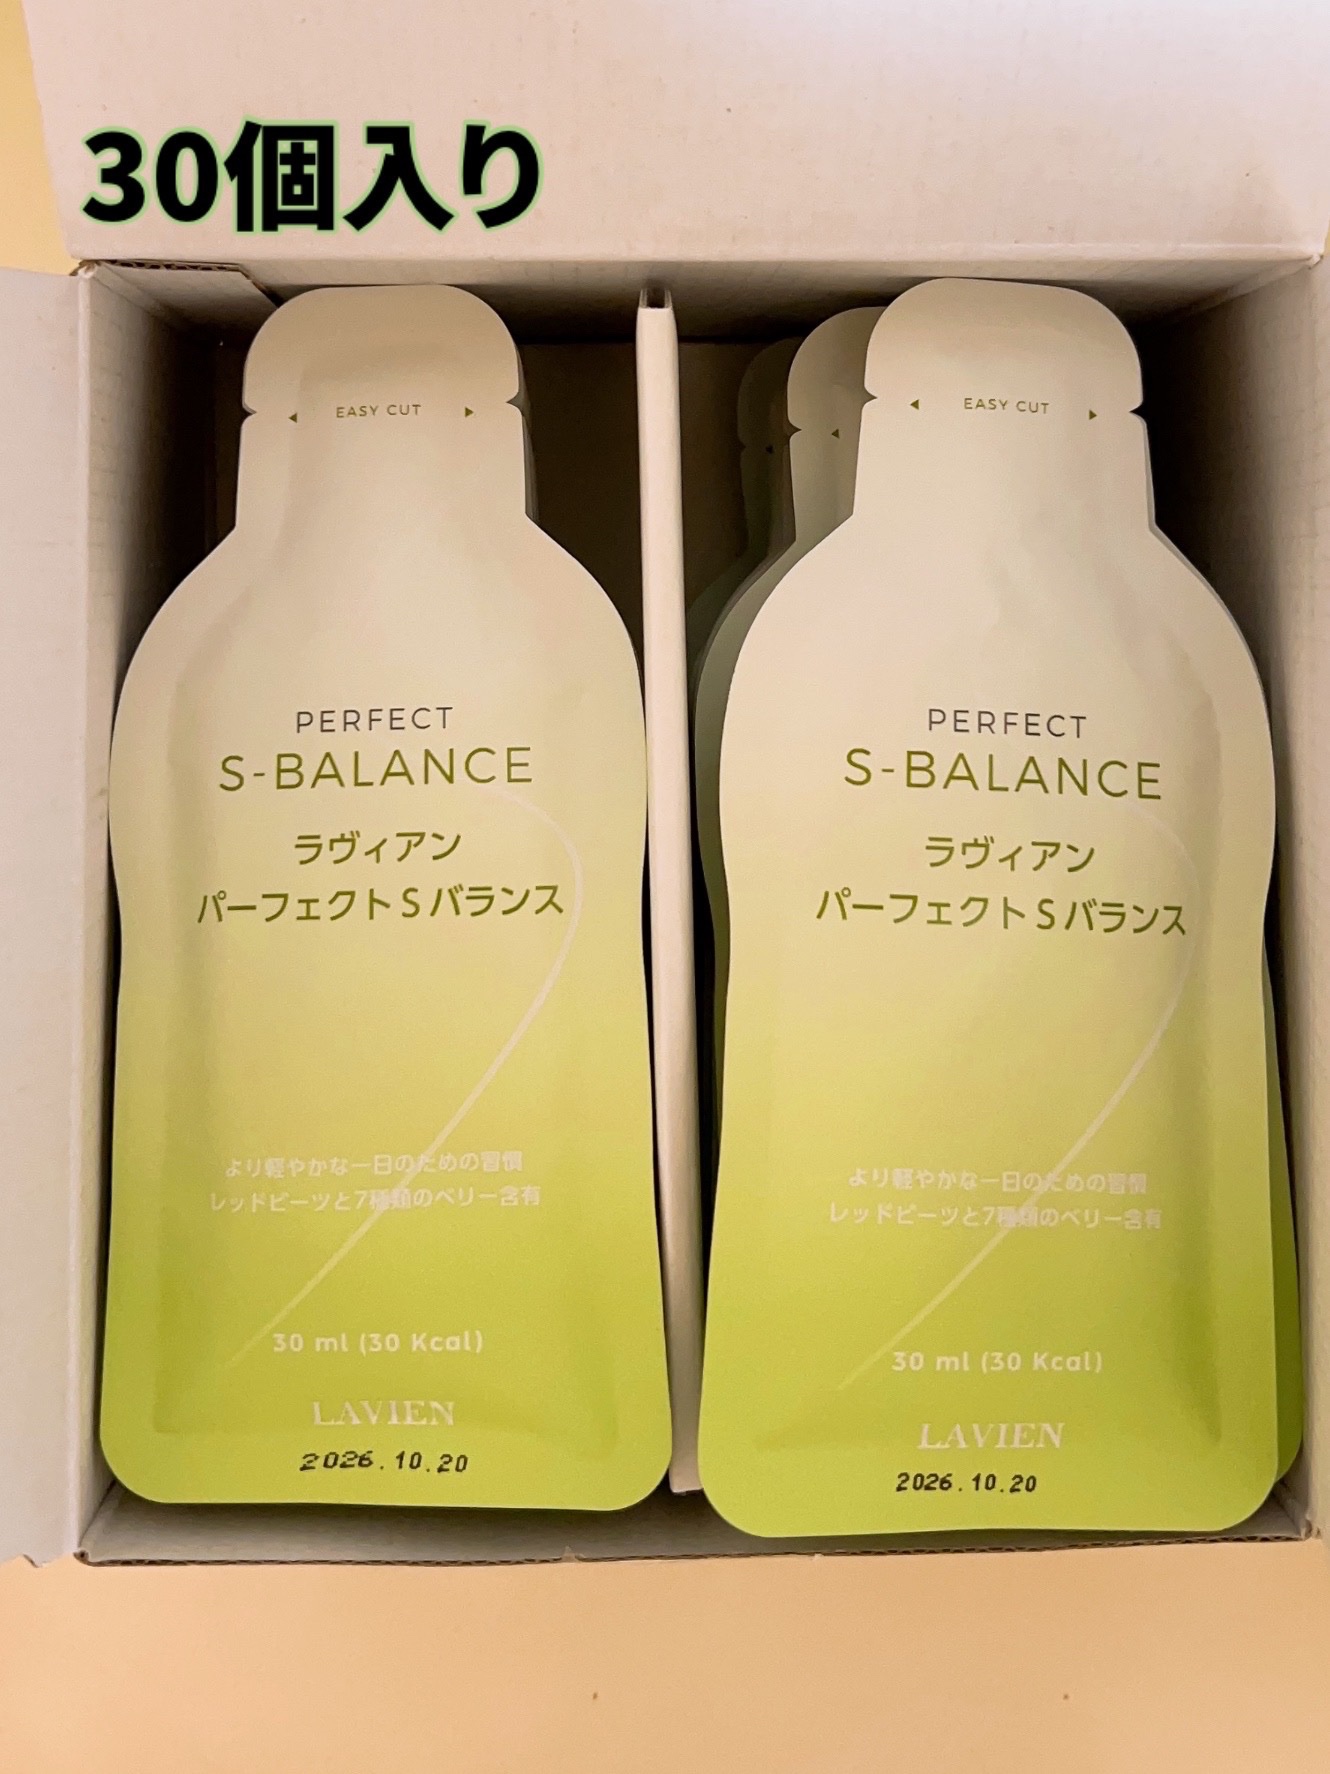 30個入り
EASY CUT
PERFECT
S-BALANCE
ラヴィアン
パーフェクトSバランス
より軽やかな一日のための習慣
レッドビーツと7種類のベリー含有
30 ml (30 Kcal)
LAVIEN
2026.10.20
EASY CUT
PERFECT
S-BALANCE
ラヴィアン
パーフェクトSバランス
より軽やかな一日のための習慣
レッドビーツと7種類のベリー含有
30 ml (30 Kcal)
LAVIEN
2026.10.20